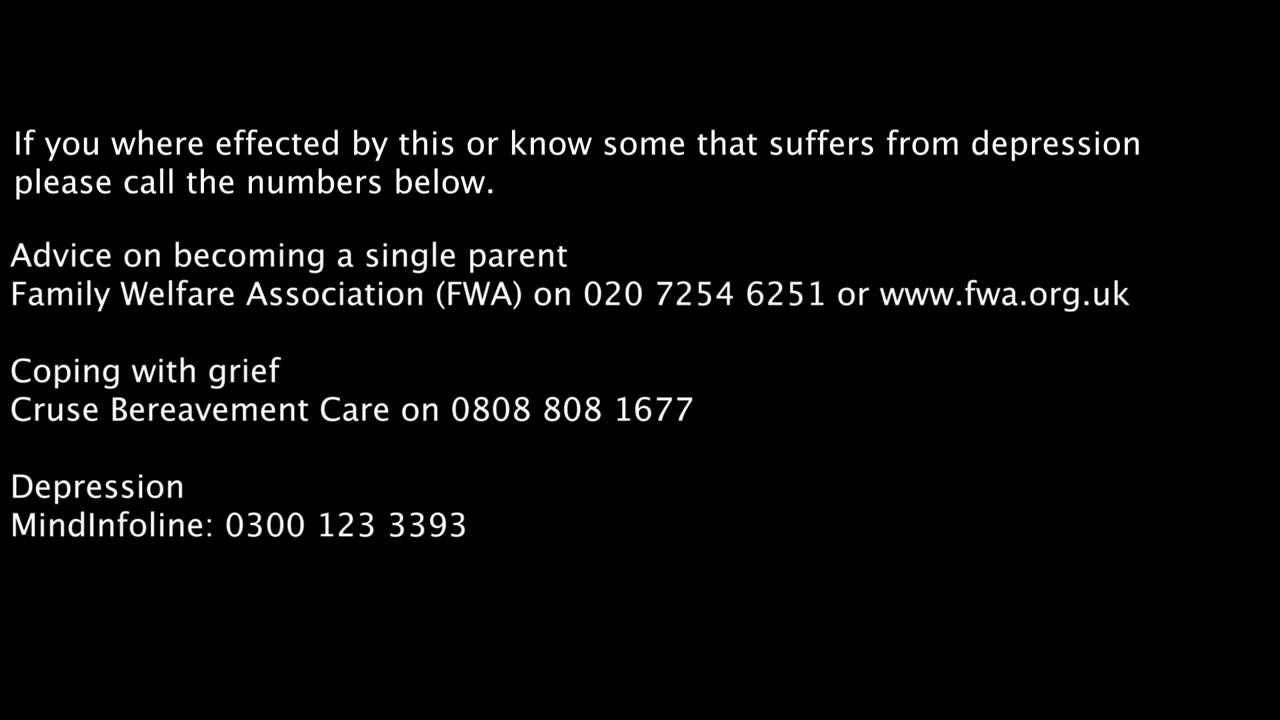 If you where effected by this or know some that suffers from depression
please call the numbers below.
Advice on becoming a single parent
Family Welfare Association (FWA) on 020 7254 6251 or www.fwa.org.uk
Coping with grief
Cruse Bereavement Care on 0808 808 1677
Depression
MindInfoline: 0300 123 3393